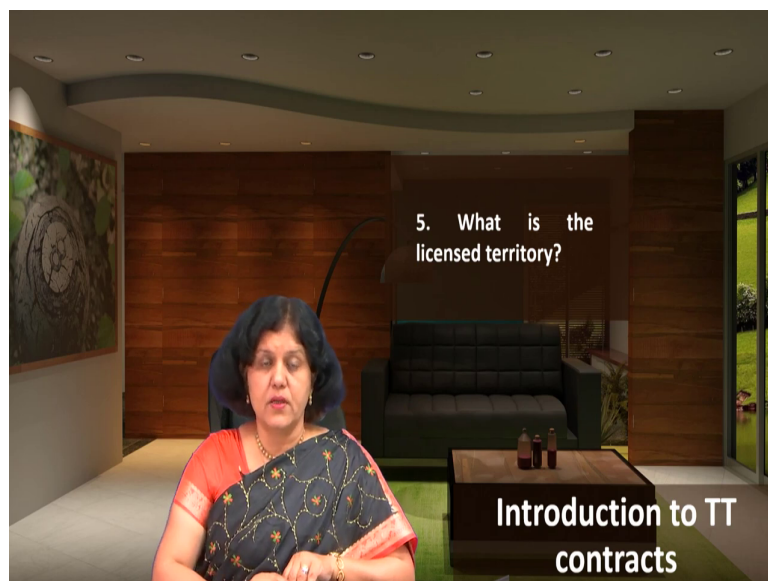 5. What is the
licensed territory?
Introduction to TT
contracts